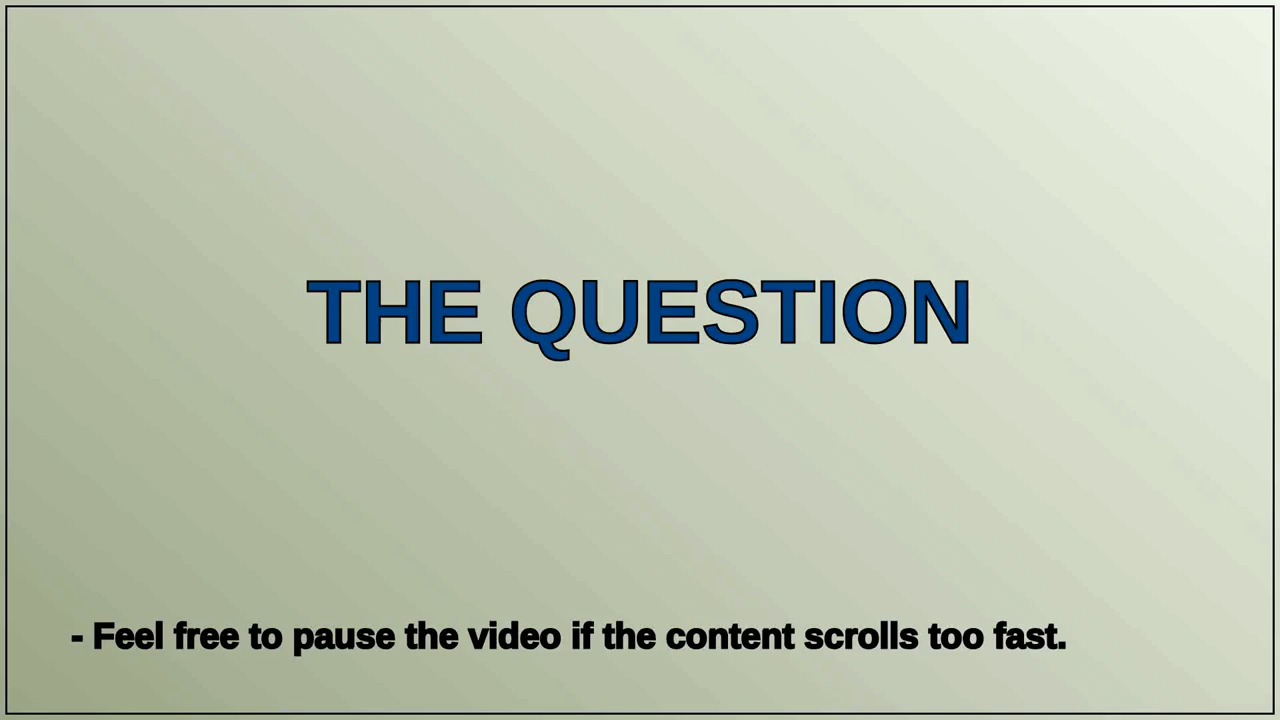 THE QUESTION
- Feel free to pause the video if the content scrolls too fast.